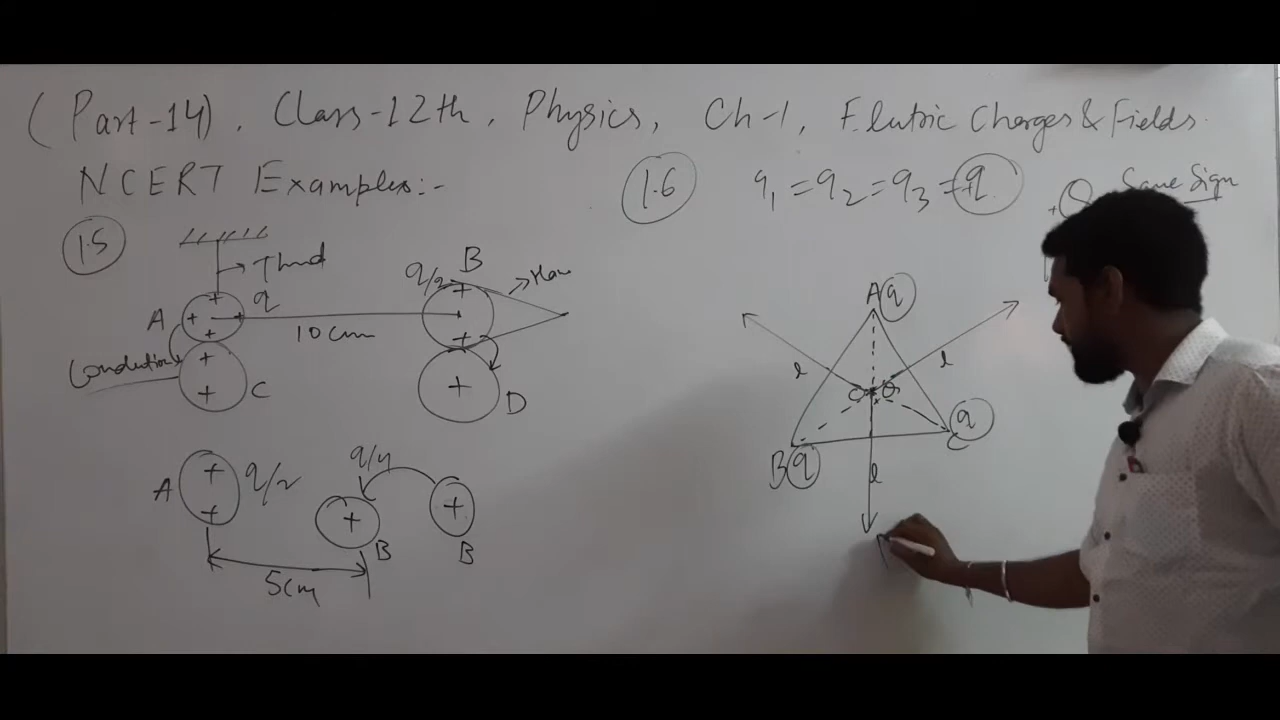 (Part-14), Class-12th, Physics, Ch-1, Electric Charges & Fields.
NCERT Examples:-
1.5
Thred
A
q
10 cm
q/2
B
Conduction
C
D
A
q/2
q/4
B
B
5cm
1.6
q1 = q2 = q3 = q
+Q
Same Sign
A q
l
l
O
Q
B q
q
C
l